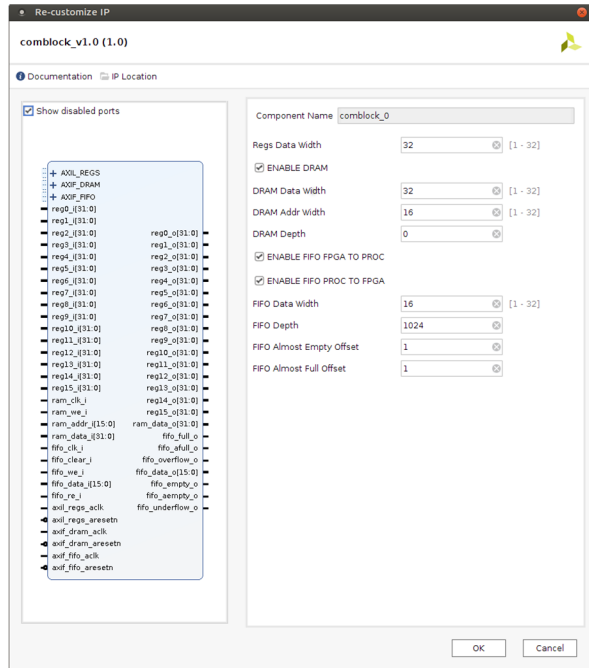 Re-customize IP
comblock_v1.0 (1.0)
Documentation IP Location
Show disabled ports
AXIL_REGS
AXIF_DRAM
AXIF_FIFO
reg0_i[31:0]
reg1_i[31:0]
reg2_i[31:0] reg0_o[31:0]
reg3_i[31:0] reg1_o[31:0]
reg4_i[31:0] reg2_o[31:0]
reg5_i[31:0] reg3_o[31:0]
reg6_i[31:0] reg4_o[31:0]
reg7_i[31:0] reg5_o[31:0]
reg8_i[31:0] reg6_o[31:0]
reg9_i[31:0] reg7_o[31:0]
reg10_i[31:0] reg8_o[31:0]
reg11_i[31:0] reg9_o[31:0]
reg12_i[31:0] reg10_o[31:0]
reg13_i[31:0] reg11_o[31:0]
reg14_i[31:0] reg12_o[31:0]
reg15_i[31:0] reg13_o[31:0]
ram_clk_i reg14_o[31:0]
ram_we_i reg15_o[31:0]
ram_addr_i[15:0] ram_data_o[31:0]
ram_data_i[31:0] fifo_full_o
fifo_clk_i fifo_afull_o
fifo_clear_i fifo_overflow_o
fifo_we_i fifo_data_o[15:0]
fifo_data_i[15:0] fifo_empty_o
fifo_re_i fifo_aempty_o
axil_regs_aclk fifo_underflow_o
axil_regs_aresetn
axif_dram_aclk
axif_dram_aresetn
axif_fifo_aclk
axif_fifo_aresetn
Component Name comblock_0
Regs Data Width 32 [1 - 32]
ENABLE DRAM
DRAM Data Width 32 [1 - 32]
DRAM Addr Width 16 [1 - 32]
DRAM Depth 0
ENABLE FIFO FPGA TO PROC
ENABLE FIFO PROC TO FPGA
FIFO Data Width 16 [1 - 32]
FIFO Depth 1024
FIFO Almost Empty Offset 1
FIFO Almost Full Offset 1
OK Cancel